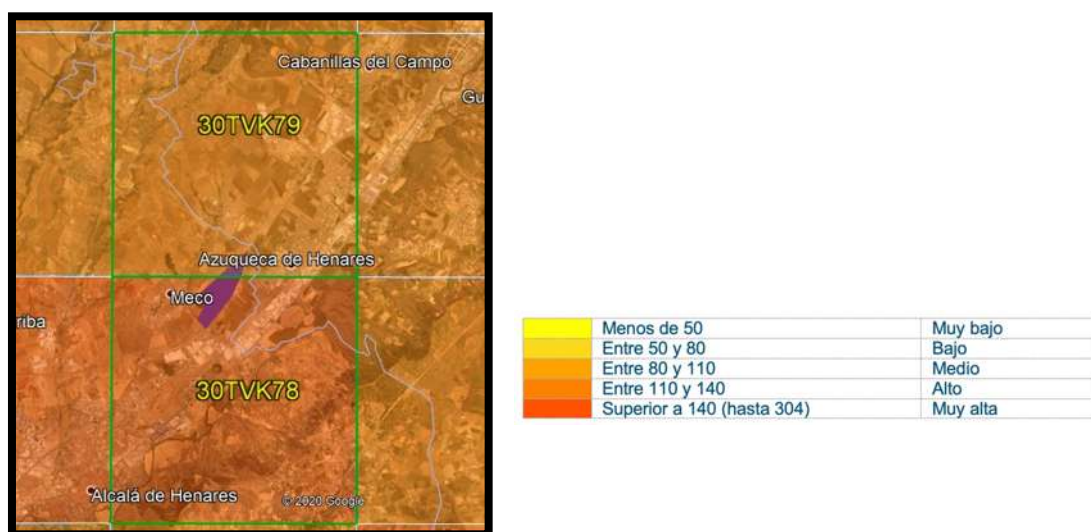 Cabanillas del Campo
Gu
30TVK79
Azuqueca de Henares
Meco
riba
30TVK78
Alcalá de Henares
© 2020 Google
Menos de 50 Muy bajo
Entre 50 y 80 Bajo
Entre 80 y 110 Medio
Entre 110 y 140 Alto
Superior a 140 (hasta 304) Muy alta